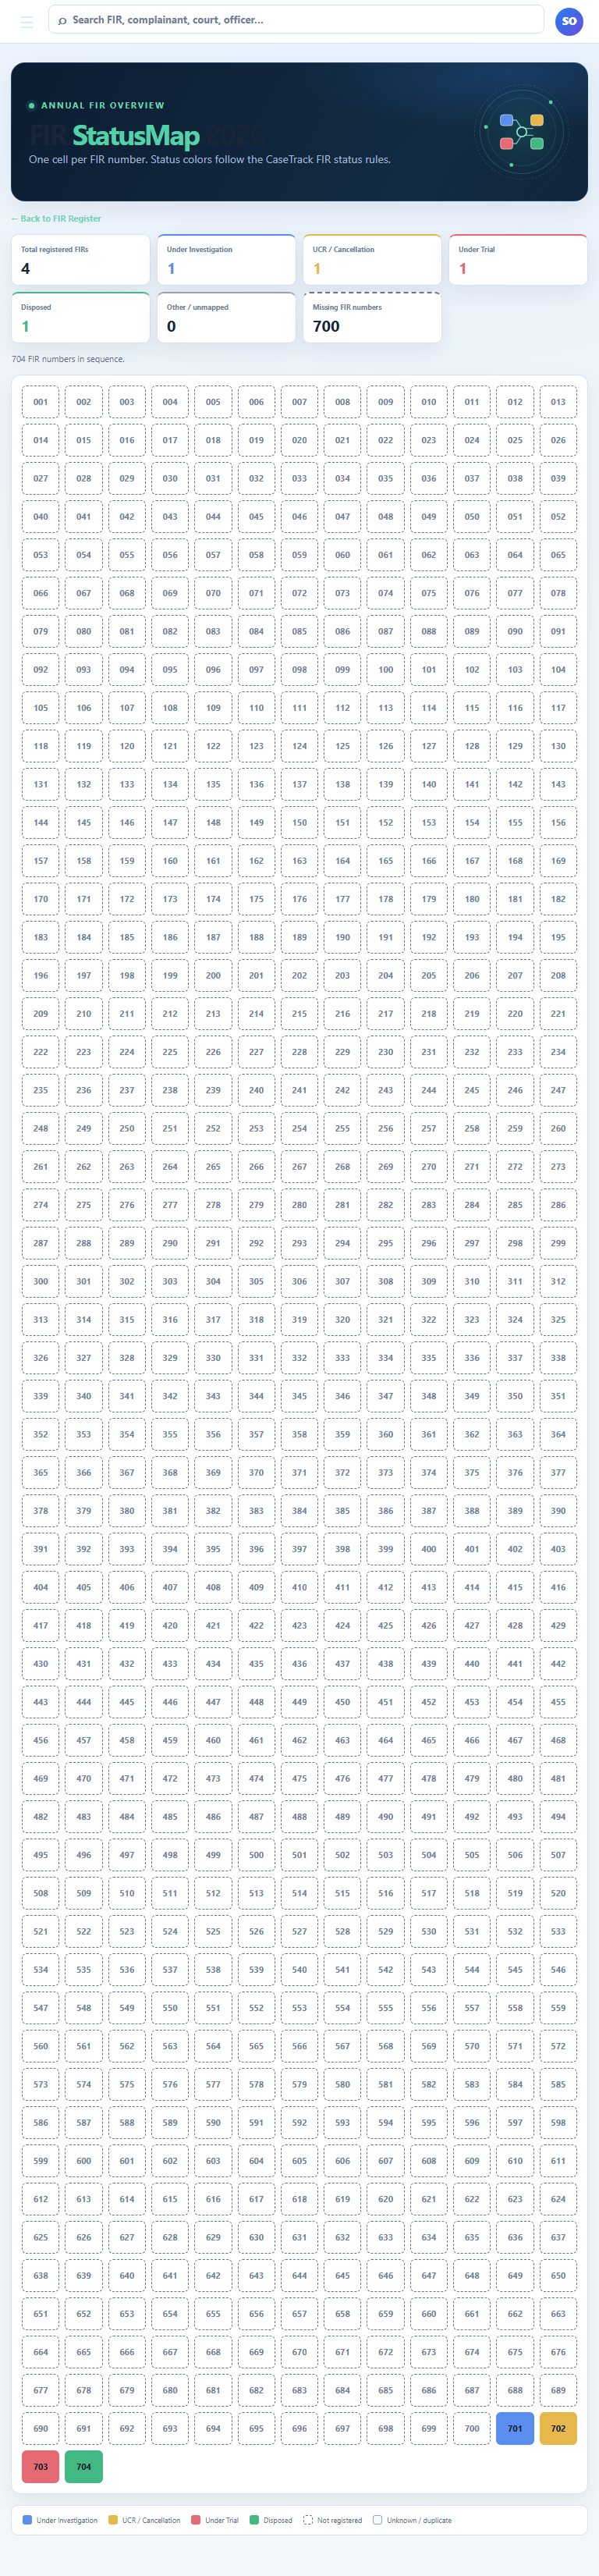 Search FIR, complainant, court, officer...
SO
ANNUAL FIR OVERVIEW
FIR StatusMap 2026
One cell per FIR number. Status colors follow the CaseTrack FIR status rules.
← Back to FIR Register
Total registered FIRs
4
Under Investigation
1
UCR / Cancellation
1
Under Trial
1
Disposed
1
Other / unmapped
0
Missing FIR numbers
700
704 FIR numbers in sequence.
001 002 003 004 005 006 007 008 009 010 011 012 013
014 015 016 017 018 019 020 021 022 023 024 025 026
027 028 029 030 031 032 033 034 035 036 037 038 039
040 041 042 043 044 045 046 047 048 049 050 051 052
053 054 055 056 057 058 059 060 061 062 063 064 065
066 067 068 069 070 071 072 073 074 075 076 077 078
079 080 081 082 083 084 085 086 087 088 089 090 091
092 093 094 095 096 097 098 099 100 101 102 103 104
105 106 107 108 109 110 111 112 113 114 115 116 117
118 119 120 121 122 123 124 125 126 127 128 129 130
131 132 133 134 135 136 137 138 139 140 141 142 143
144 145 146 147 148 149 150 151 152 153 154 155 156
157 158 159 160 161 162 163 164 165 166 167 168 169
170 171 172 173 174 175 176 177 178 179 180 181 182
183 184 185 186 187 188 189 190 191 192 193 194 195
196 197 198 199 200 201 202 203 204 205 206 207 208
209 210 211 212 213 214 215 216 217 218 219 220 221
222 223 224 225 226 227 228 229 230 231 232 233 234
235 236 237 238 239 240 241 242 243 244 245 246 247
248 249 250 251 252 253 254 255 256 257 258 259 260
261 262 263 264 265 266 267 268 269 270 271 272 273
274 275 276 277 278 279 280 281 282 283 284 285 286
287 288 289 290 291 292 293 294 295 296 297 298 299
300 301 302 303 304 305 306 307 308 309 310 311 312
313 314 315 316 317 318 319 320 321 322 323 324 325
326 327 328 329 330 331 332 333 334 335 336 337 338
339 340 341 342 343 344 345 346 347 348 349 350 351
352 353 354 355 356 357 358 359 360 361 362 363 364
365 366 367 368 369 370 371 372 373 374 375 376 377
378 379 380 381 382 383 384 385 386 387 388 389 390
391 392 393 394 395 396 397 398 399 400 401 402 403
404 405 406 407 408 409 410 411 412 413 414 415 416
417 418 419 420 421 422 423 424 425 426 427 428 429
430 431 432 433 434 435 436 437 438 439 440 441 442
443 444 445 446 447 448 449 450 451 452 453 454 455
456 457 458 459 460 461 462 463 464 465 466 467 468
469 470 471 472 473 474 475 476 477 478 479 480 481
482 483 484 485 486 487 488 489 490 491 492 493 494
495 496 497 498 499 500 501 502 503 504 505 506 507
508 509 510 511 512 513 514 515 516 517 518 519 520
521 522 523 524 525 526 527 528 529 530 531 532 533
534 535 536 537 538 539 540 541 542 543 544 545 546
547 548 549 550 551 552 553 554 555 556 557 558 559
560 561 562 563 564 565 566 567 568 569 570 571 572
573 574 575 576 577 578 579 580 581 582 583 584 585
586 587 588 589 590 591 592 593 594 595 596 597 598
599 600 601 602 603 604 605 606 607 608 609 610 611
612 613 614 615 616 617 618 619 620 621 622 623 624
625 626 627 628 629 630 631 632 633 634 635 636 637
638 639 640 641 642 643 644 645 646 647 648 649 650
651 652 653 654 655 656 657 658 659 660 661 662 663
664 665 666 667 668 669 670 671 672 673 674 675 676
677 678 679 680 681 682 683 684 685 686 687 688 689
690 691 692 693 694 695 696 697 698 699 700 701 702
703 704
Under Investigation UCR / Cancellation Under Trial Disposed Not registered Unknown / duplicate